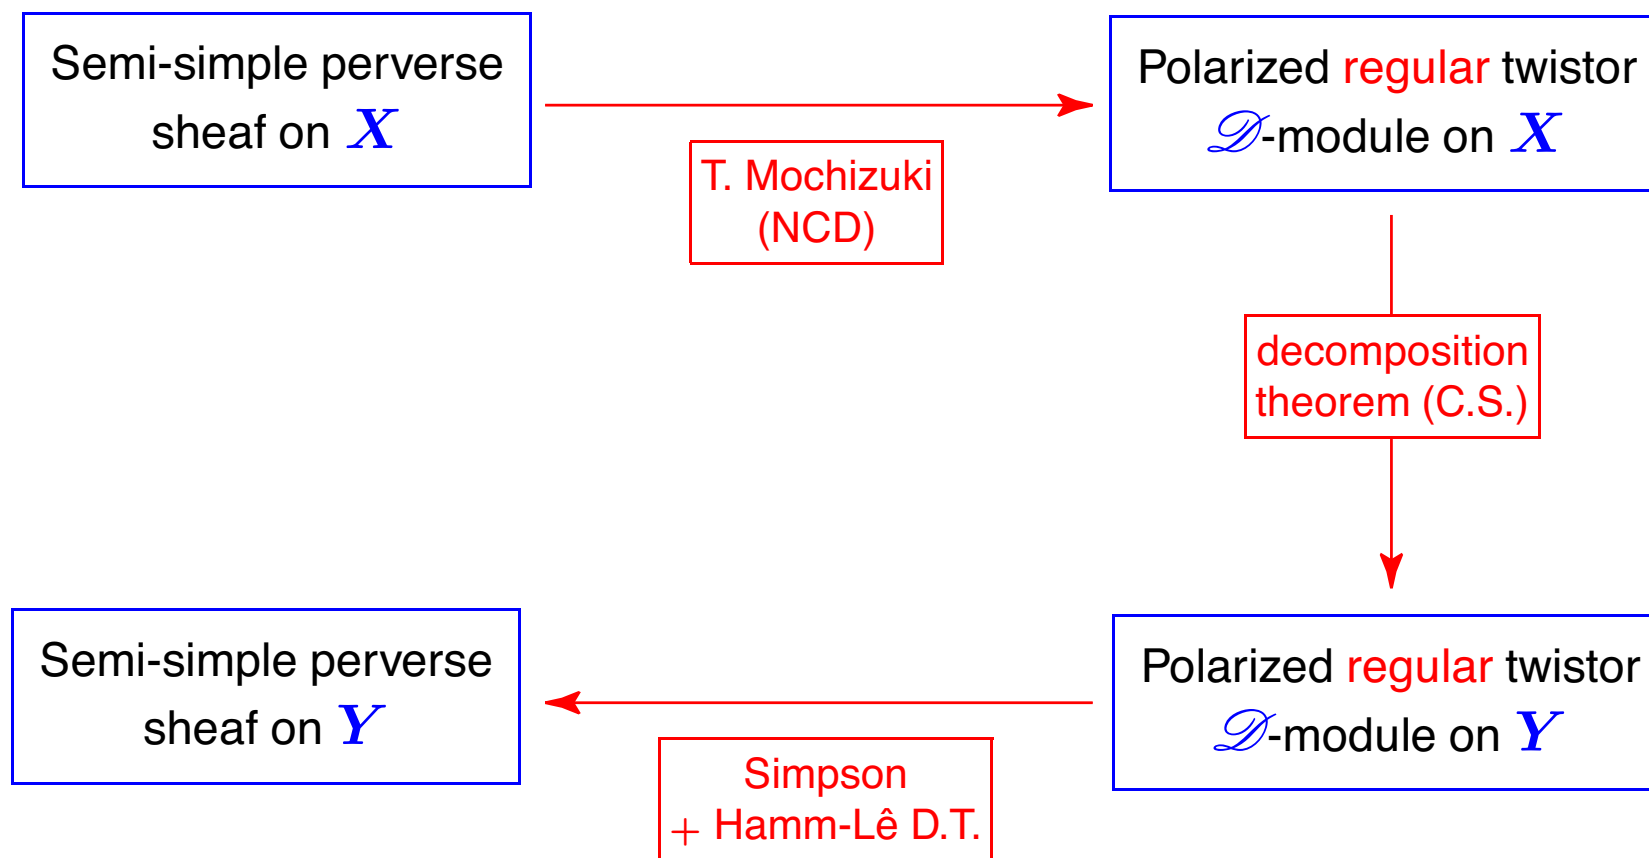 Semi-simple perverse
sheaf on X
T. Mochizuki
(NCD)
Polarized regular twistor
𝒟-module on X
decomposition
theorem (C.S.)
Polarized regular twistor
𝒟-module on Y
Simpson
+ Hamm-Lê D.T.
Semi-simple perverse
sheaf on Y